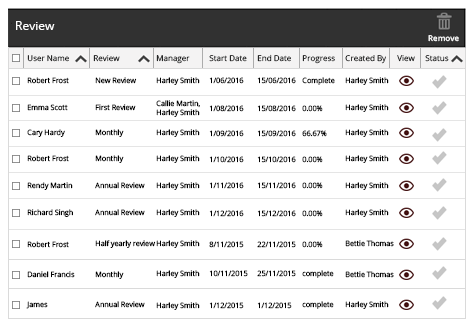 Review
Remove
User Name Review Manager Start Date End Date Progress Created By View Status
Robert Frost New Review Harley Smith 1/06/2016 15/06/2016 Complete Harley Smith
Emma Scott First Review Callie Martin, Harley Smith 1/08/2016 15/08/2016 0.00% Harley Smith
Cary Hardy Monthly Harley Smith 1/09/2016 15/09/2016 66.67% Harley Smith
Robert Frost Monthly Harley Smith 1/10/2016 15/10/2016 0.00% Harley Smith
Rendy Martin Annual Review Harley Smith 1/11/2016 15/11/2016 0.00% Harley Smith
Richard Singh Annual Review Harley Smith 1/12/2016 15/12/2016 0.00% Harley Smith
Robert Frost Half yearly review Harley Smith 8/11/2015 22/11/2015 0.00% Bettie Thomas
Daniel Francis Monthly Harley Smith 10/11/2015 25/11/2015 complete Bettie Thomas
James Annual Review Harley Smith 1/12/2015 1/12/2015 complete Harley Smith